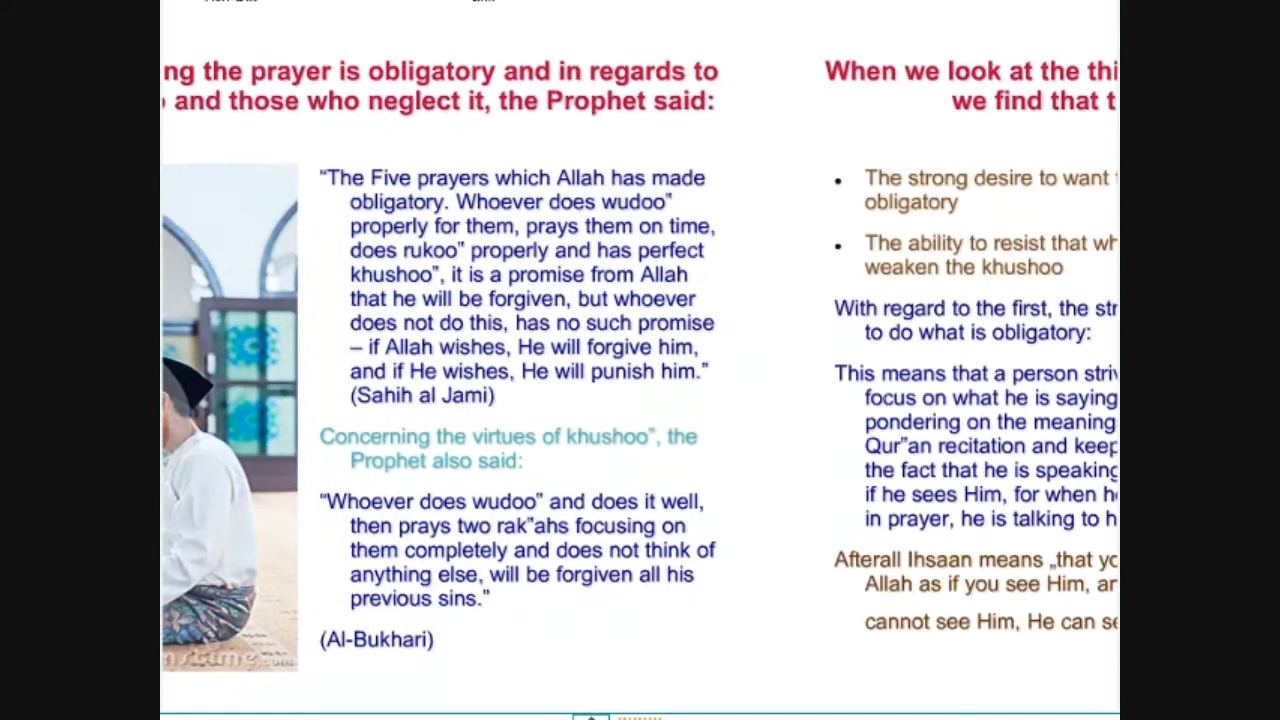 ng the prayer is obligatory and in regards to
and those who neglect it, the Prophet said:
“The Five prayers which Allah has made
obligatory. Whoever does wudoo‟
properly for them, prays them on time,
does rukoo‟ properly and has perfect
khushoo‟, it is a promise from Allah
that he will be forgiven, but whoever
does not do this, has no such promise
– if Allah wishes, He will forgive him,
and if He wishes, He will punish him.”
(Sahih al Jami)
Concerning the virtues of khushoo‟, the
Prophet also said:
“Whoever does wudoo‟ and does it well,
then prays two rak‟ahs focusing on
them completely and does not think of
anything else, will be forgiven all his
previous sins.”
(Al-Bukhari)
When we look at the thi
we find that t
• The strong desire to want
obligatory
• The ability to resist that wh
weaken the khushoo
With regard to the first, the str
to do what is obligatory:
This means that a person striv
focus on what he is saying
pondering on the meaning
Qur‟an recitation and keep
the fact that he is speaking
if he sees Him, for when h
in prayer, he is talking to h
Afterall Ihsaan means „that yo
Allah as if you see Him, an
cannot see Him, He can se